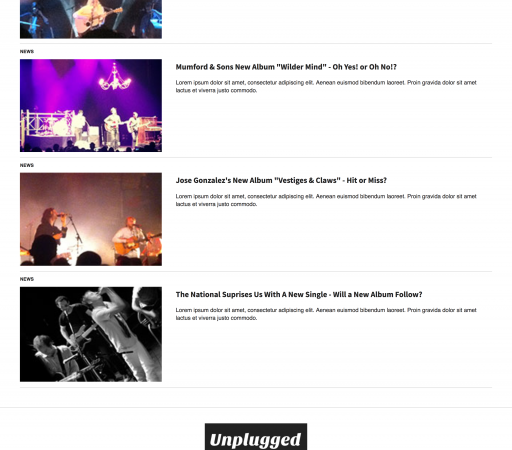 NEWS
Mumford & Sons New Album "Wilder Mind" - Oh Yes! or Oh No!?
Lorem ipsum dolor sit amet, consectetur adipiscing elit. Aenean euismod bibendum laoreet. Proin gravida dolor sit amet
lactus et viverra justo commodo.
NEWS
Jose Gonzalez's New Album "Vestiges & Claws" - Hit or Miss?
Lorem ipsum dolor sit amet, consectetur adipiscing elit. Aenean euismod bibendum laoreet. Proin gravida dolor sit amet
lactus et viverra justo commodo.
NEWS
The National Suprises Us With A New Single - Will a New Album Follow?
Lorem ipsum dolor sit amet, consectetur adipiscing elit. Aenean euismod bibendum laoreet. Proin gravida dolor sit amet
lactus et viverra justo commodo.
Unplugged